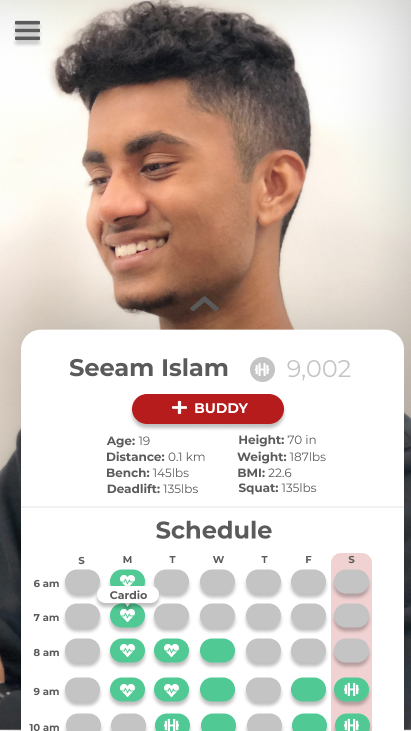 Seeam Islam 9,002
+ BUDDY
Age: 19 Height: 70 in
Distance: 0.1 km Weight: 187lbs
Bench: 145lbs BMI: 22.6
Deadlift: 135lbs Squat: 135lbs
Schedule
S M T W T F S
6 am
Cardio
7 am
8 am
9 am
10 am